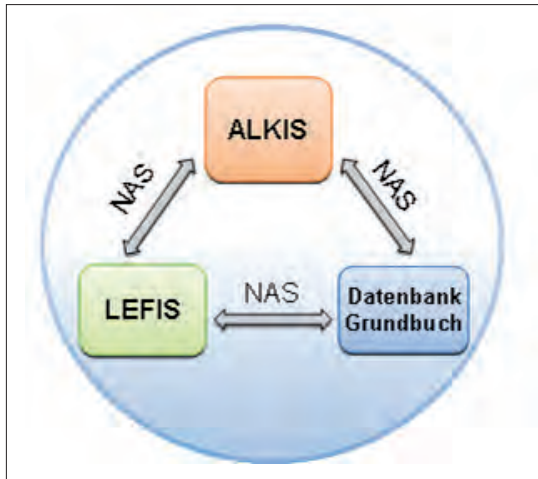 ALKIS
NAS
NAS
LEFIS
NAS
Datenbank
Grundbuch